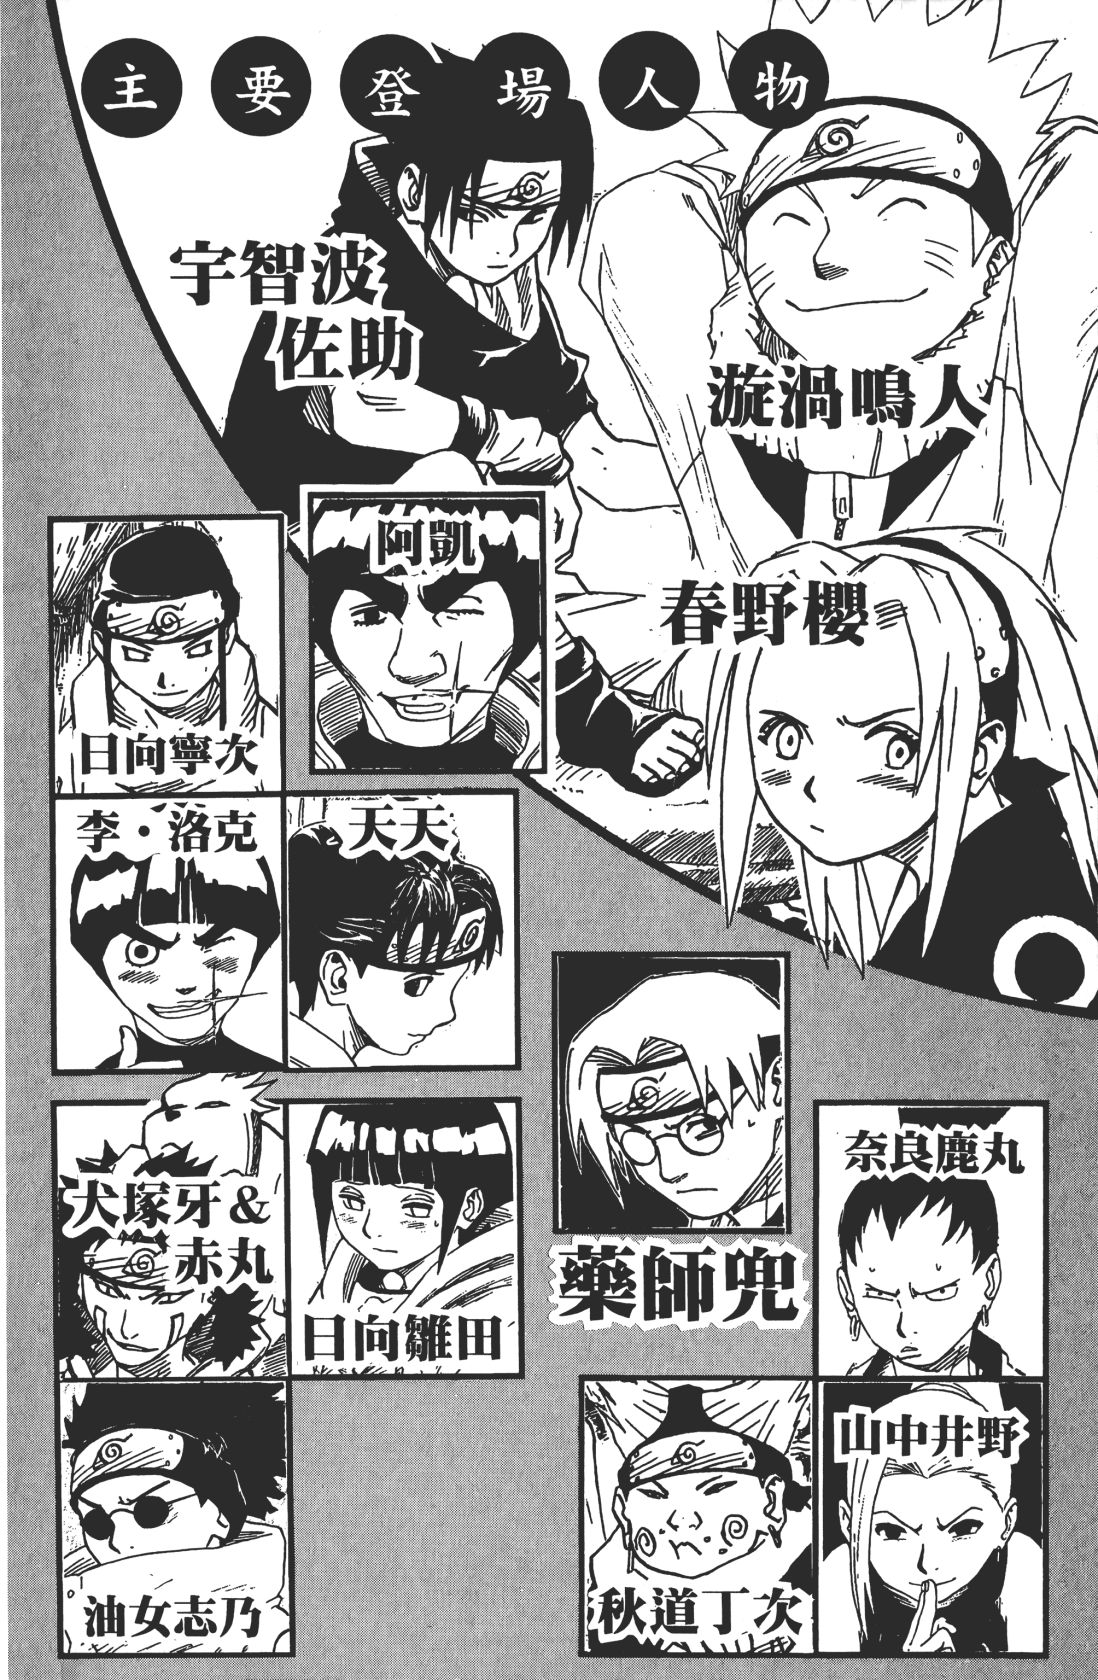 主要登場人物
宇智波
佐助
漩渦鳴人
春野櫻
阿凱
日向寧次
李・洛克
天天
犬塚牙&
赤丸
日向雛田
油女志乃
藥師兜
奈良鹿丸
山中井野
秋道丁次